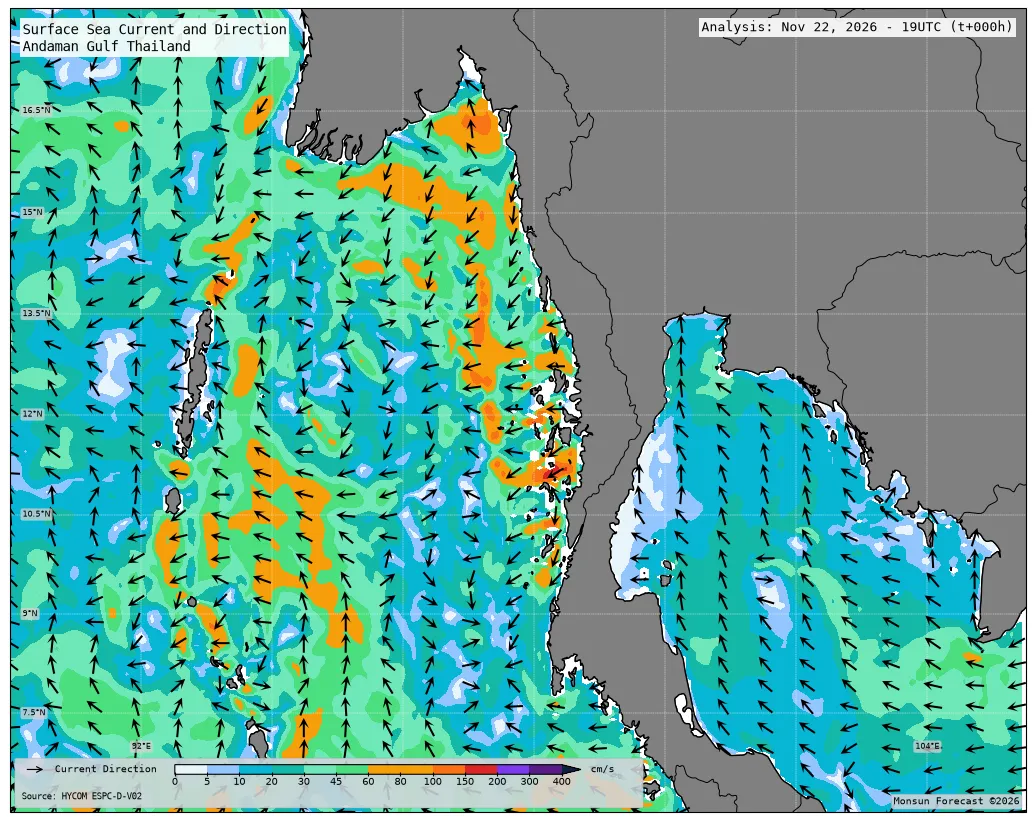 Surface Sea Current and Direction
Andaman Gulf Thailand
Analysis: Nov 22, 2026 - 19UTC (t+000h)
16.5°N
15°N
13.5°N
12°N
10.5°N
9°N
7.5°N
92°E
104°E
Current Direction
0 5 10 20 30 45 60 80 100 150 200 300 400 cm/s
Source: HYCOM ESPC-D-V02
Monsun Forecast ©2026